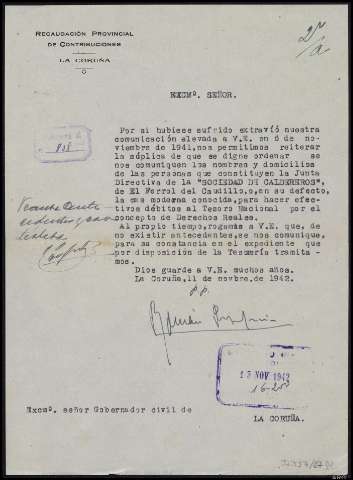 RECAUDACIÓN PROVINCIAL
DE CONTRIBUCIONES
LA CORUÑA
EXCMº. SEÑOR.
Por si hubiese sufrido extravió nuestra
comunicación elevada a V.E. en 6 de no-
viembre de 1941, nos permitimos reiterar
la súplica de que se digne ordenar se
nos comuniquen los nombres y domicilios
de las personas que constituyen la Junta
Directiva de la "SOCIEDAD DE CALDEREROS",
de El Ferrol del Caudillo, o, en su defecto,
la más moderna conocida, para hacer efec-
tivos débitos al Tesoro Nacional por el
concepto de Derechos Reales.
Al propio tiempo, rogamos a V.E. que, de
no existir antecedentes, se nos comunique,
para su constancia en el expediente que
por disposición de la Tesorería tramita-
mos.
Dios guarde a V.E. muchos años.
La Coruña, 11 de novbre. de 1942.
P.P.
13 NOV 1942
Excmº. señor Gobernador civil de
LA CORUÑA.